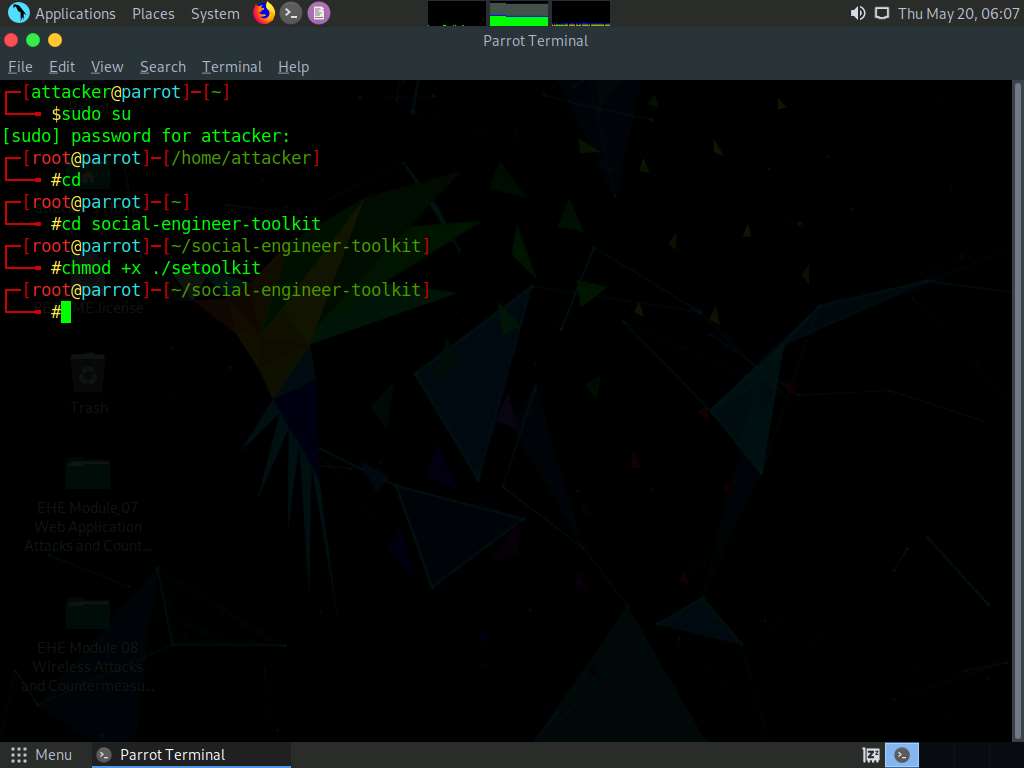 Applications Places System Thu May 20, 06:07
Parrot Terminal
File Edit View Search Terminal Help
┌─[attacker@parrot]─[~]
└──╼ $sudo su
[sudo] password for attacker:
┌─[root@parrot]─[/home/attacker]
└──╼ #cd
┌─[root@parrot]─[~]
└──╼ #cd social-engineer-toolkit
┌─[root@parrot]─[~/social-engineer-toolkit]
└──╼ #chmod +x ./setoolkit
┌─[root@parrot]─[~/social-engineer-toolkit]
└──╼ #
Trash
EHE Module 07
Web Application
Attacks and Count...
EHE Module 08
Wireless Attacks
and Countermeasu...
Menu Parrot Terminal